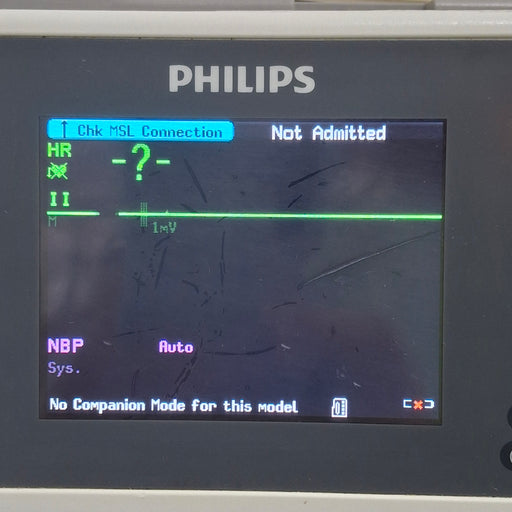 PHILIPS
↑ Chk MSL Connection
Not Admitted
HR
-?-
II
M
1mV
NBP Auto
Sys.
No Companion Mode for this model